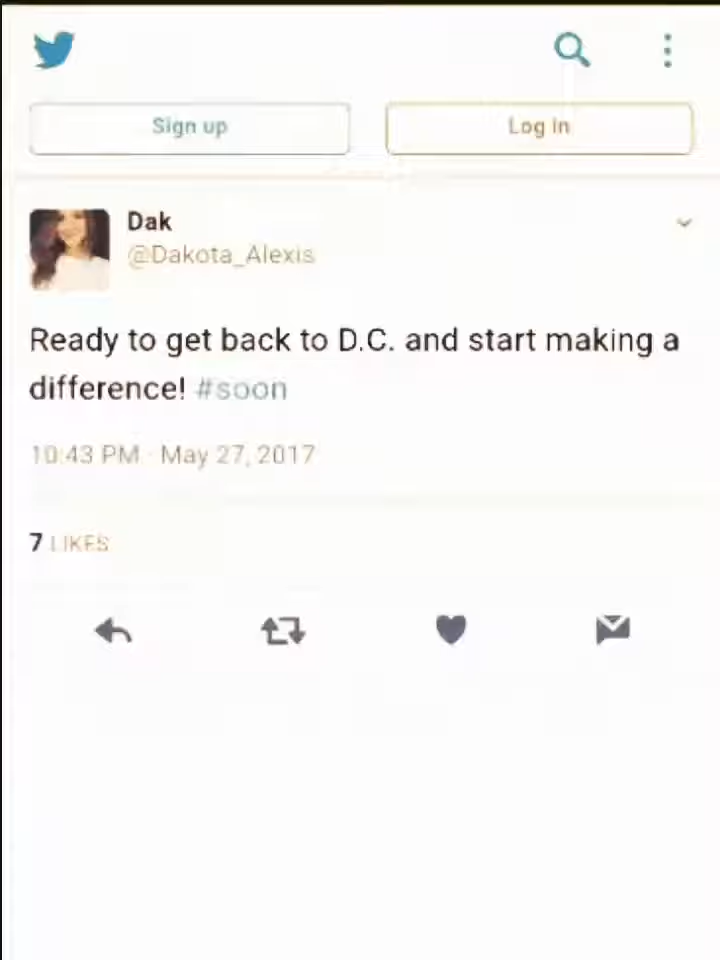 Sign up
Log in
Dak
@Dakota_Alexis
Ready to get back to D.C. and start making a
difference! #soon
10:43 PM · May 27, 2017
7 LIKES